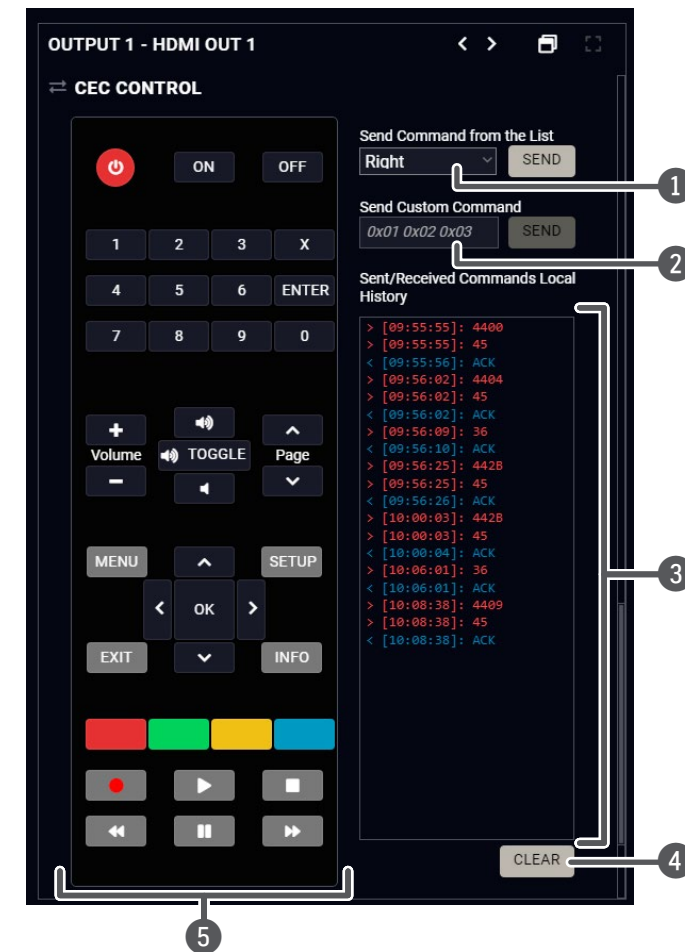 OUTPUT 1 - HDMI OUT 1
CEC CONTROL
ON OFF
1 2 3 X
4 5 6 ENTER
7 8 9 0
Volume TOGGLE Page
MENU SETUP
OK
EXIT INFO
Send Command from the List
Right SEND
Send Custom Command
0x01 0x02 0x03 SEND
Sent/Received Commands Local
History
> [09:55:55]: 4400
> [09:55:55]: 45
< [09:55:56]: ACK
> [09:56:02]: 4404
> [09:56:02]: 45
< [09:56:02]: ACK
> [09:56:09]: 36
< [09:56:10]: ACK
> [09:56:25]: 442B
> [09:56:25]: 45
< [09:56:26]: ACK
> [10:00:03]: 442B
> [10:00:03]: 45
< [10:00:04]: ACK
> [10:06:01]: 36
< [10:06:01]: ACK
> [10:08:38]: 4409
> [10:08:38]: 45
< [10:08:38]: ACK
CLEAR
1
2
3
4
5